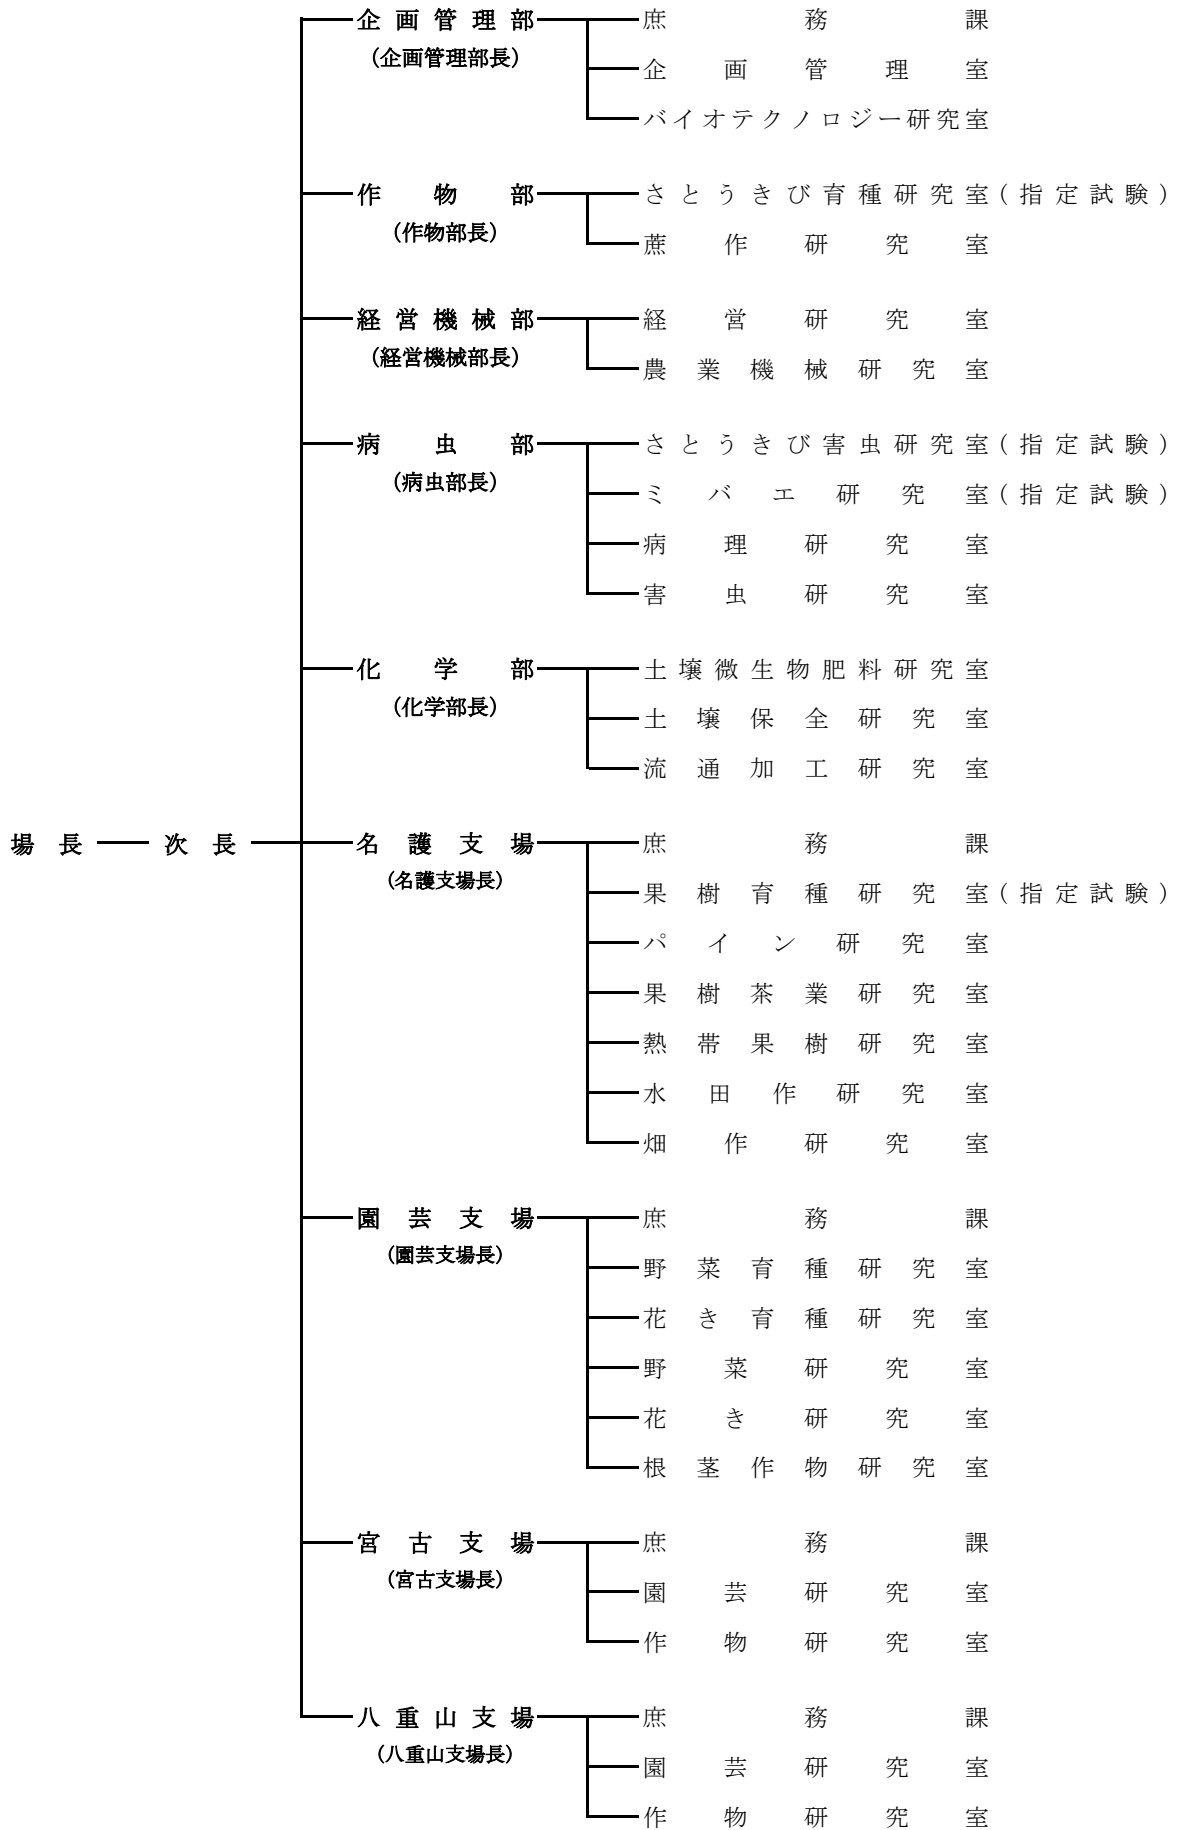 企画管理部 庶務課
(企画管理部長)
企画管理室
バイオテクノロジー研究室
作物部 さとうきび育種研究室(指定試験)
(作物部長)
蔗作研究室
経営機械部 経営研究室
(経営機械部長)
農業機械研究室
病虫部 さとうきび害虫研究室(指定試験)
(病虫部長)
ミバエ研究室(指定試験)
病理研究室
害虫研究室
化学部 土壌微生物肥料研究室
(化学部長)
土壌保全研究室
流通加工研究室
場長 次長 名護支場 庶務課
(名護支場長)
果樹育種研究室(指定試験)
パイン研究室
果樹茶業研究室
熱帯果樹研究室
水田作研究室
畑作研究室
園芸支場 庶務課
(園芸支場長)
野菜育種研究室
花き育種研究室
野菜研究室
花き研究室
根茎作物研究室
宮古支場 庶務課
(宮古支場長)
園芸研究室
作物研究室
八重山支場 庶務課
(八重山支場長)
園芸研究室
作物研究室